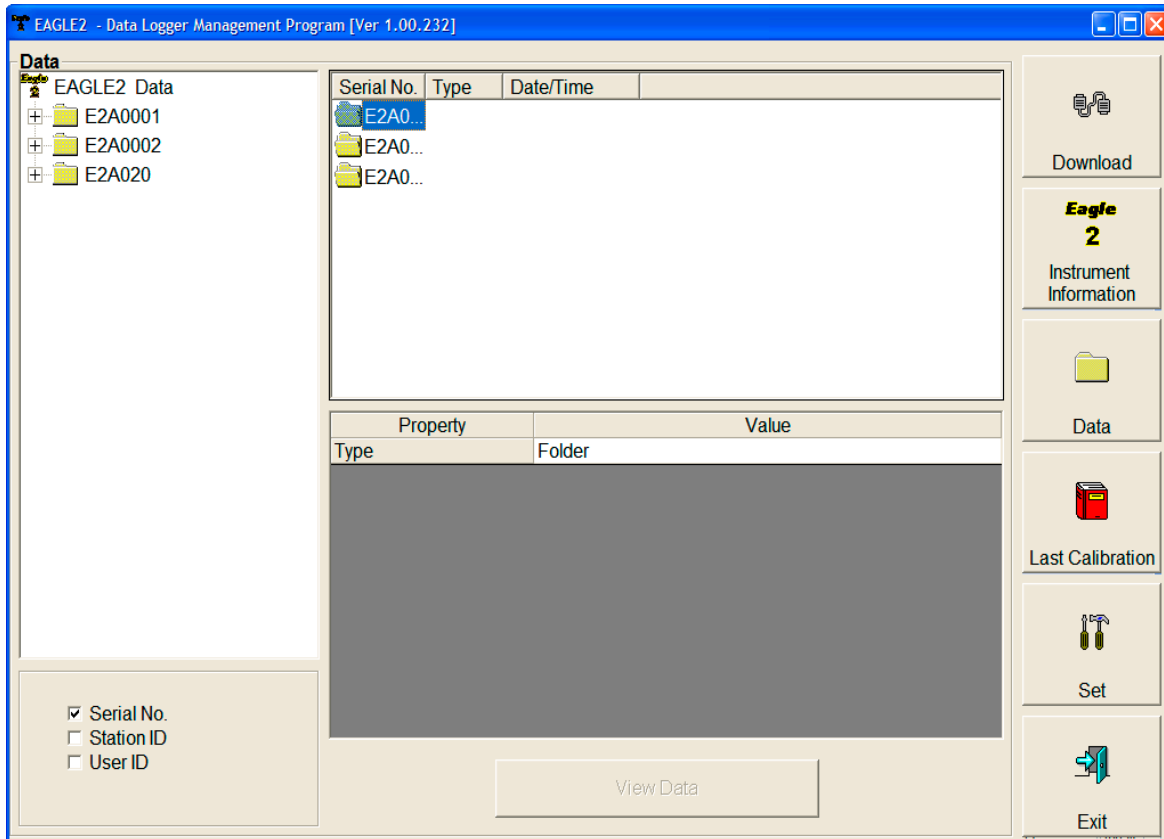 EAGLE2 - Data Logger Management Program [Ver 1.00.232]
Data
Eagle 2 EAGLE2 Data
E2A0001
E2A0002
E2A020
Serial No. Type Date/Time
E2A0...
E2A0...
E2A0...
Property Value
Type Folder
Serial No.
Station ID
User ID
View Data
Download
Eagle
2
Instrument
Information
Data
Last Calibration
Set
Exit